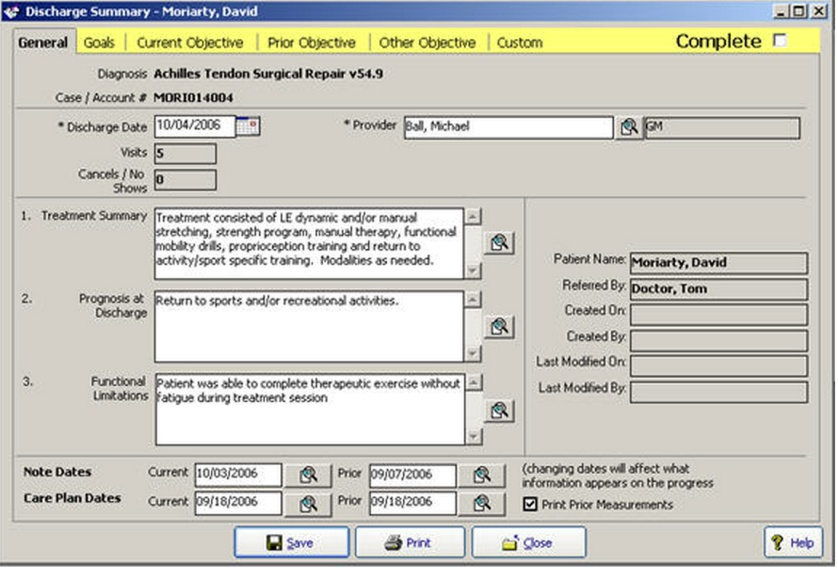 Discharge Summary - Moriarty, David
General Goals Current Objective Prior Objective Other Objective Custom Complete
Diagnosis Achilles Tendon Surgical Repair v54.9
Case / Account # MORI014004
* Discharge Date 10/04/2006 * Provider Ball, Michael GM
Visits 5
Cancels / No
Shows 0
1. Treatment Summary
Treatment consisted of LE dynamic and/or manual
stretching, strength program, manual therapy, functional
mobility drills, proprioception training and return to
activity/sport specific training. Modalities as needed.
2. Prognosis at
Discharge
Return to sports and/or recreational activities.
3. Functional
Limitations
Patient was able to complete therapeutic exercise without
fatigue during treatment session
Patient Name: Moriarty, David
Referred By: Doctor, Tom
Created On:
Created By:
Last Modified On:
Last Modified By:
Note Dates Current 10/03/2006 Prior 09/07/2006
Care Plan Dates Current 09/18/2006 Prior 09/18/2006
(changing dates will affect what
information appears on the progress
Print Prior Measurements
Save Print Close Help